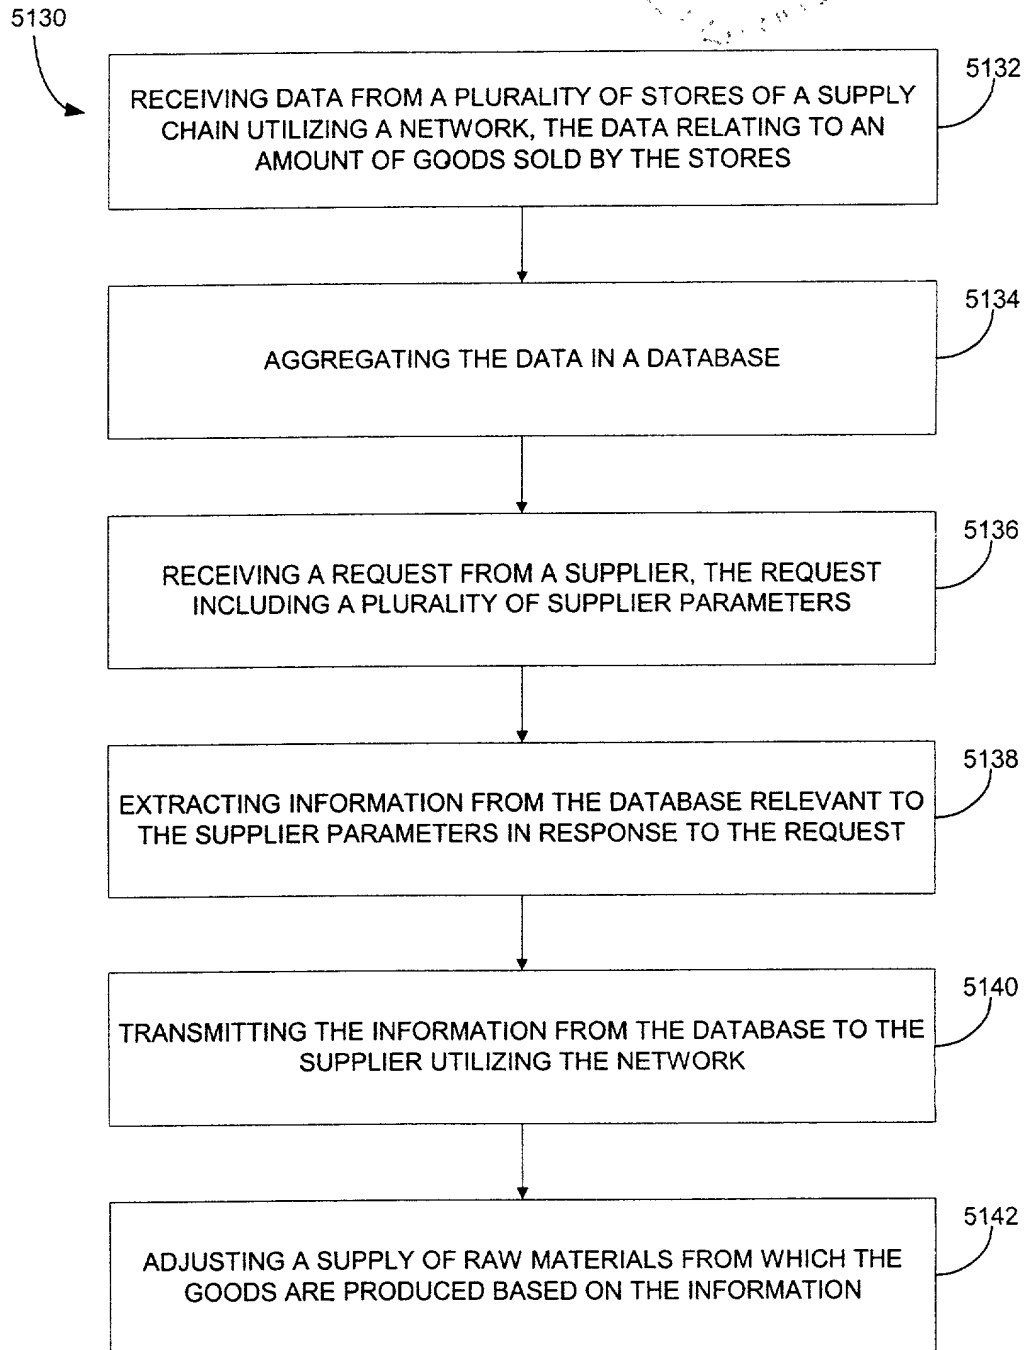 5130
5132
RECEIVING DATA FROM A PLURALITY OF STORES OF A SUPPLY
CHAIN UTILIZING A NETWORK, THE DATA RELATING TO AN
AMOUNT OF GOODS SOLD BY THE STORES
5134
AGGREGATING THE DATA IN A DATABASE
5136
RECEIVING A REQUEST FROM A SUPPLIER, THE REQUEST
INCLUDING A PLURALITY OF SUPPLIER PARAMETERS
5138
EXTRACTING INFORMATION FROM THE DATABASE RELEVANT TO
THE SUPPLIER PARAMETERS IN RESPONSE TO THE REQUEST
5140
TRANSMITTING THE INFORMATION FROM THE DATABASE TO THE
SUPPLIER UTILIZING THE NETWORK
5142
ADJUSTING A SUPPLY OF RAW MATERIALS FROM WHICH THE
GOODS ARE PRODUCED BASED ON THE INFORMATION